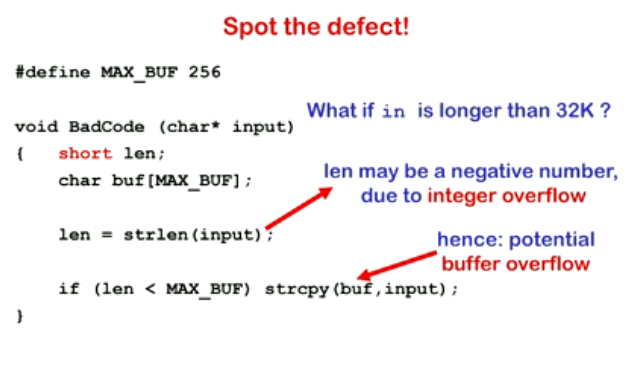 Spot the defect!
#define MAX_BUF 256
What if in is longer than 32K ?
void BadCode (char* input)
{ short len;
len may be a negative number,
due to integer overflow
char buf[MAX_BUF];
len = strlen(input);
hence: potential
buffer overflow
if (len < MAX_BUF) strcpy(buf,input);
}